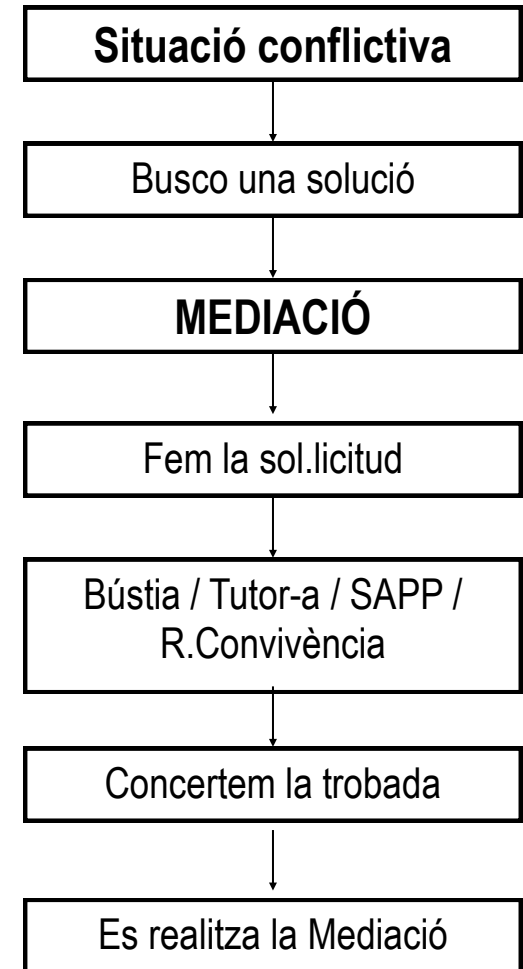 Situació conflictiva
Busco una solució
MEDIACIÓ
Fem la sol.licitud
Bústia / Tutor-a / SAPP /
R.Convivència
Concertem la trobada
Es realitza la Mediació